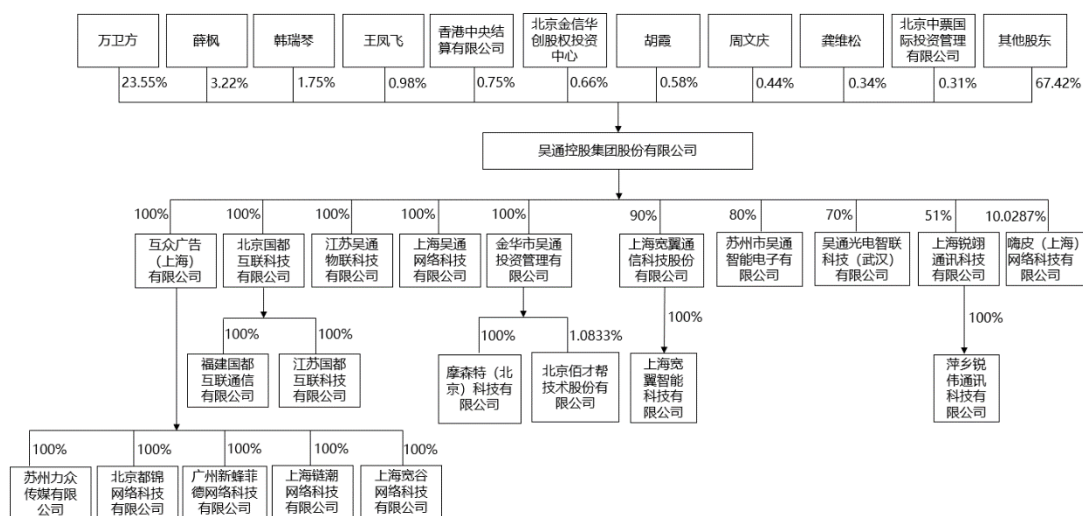 万卫方
薛枫
韩瑞琴
王凤飞
香港中央结
算有限公司
北京金信华
创股权投资
中心
胡霞
周文庆
龚维松
北京中票国
际投资管理
有限公司
其他股东
23.55%
3.22%
1.75%
0.98%
0.75%
0.66%
0.58%
0.44%
0.34%
0.31%
67.42%
吴通控股集团股份有限公司
100%
100%
100%
100%
100%
90%
80%
70%
51%
10.0287%
互众广告
（上海）
有限公司
北京国都
互联科技
有限公司
江苏吴通
物联科技
有限公司
上海吴通
网络科技
有限公司
金华市吴通
投资管理有
限公司
上海宽翼通
信科技股份
有限公司
苏州市吴通
智能电子有
限公司
吴通光电智联
科技（武汉）
有限公司
上海锐翊
通讯科技
有限公司
嗨皮（上海）
网络科技有
限公司
100%
100%
100%
1.0833%
100%
100%
福建国都
互联通信
有限公司
江苏国都
互联科技
有限公司
摩森特（北
京）科技有
限公司
北京佰才帮
技术股份有
限公司
上海宽
翼智能
科技有
限公司
萍乡锐
伟通讯
科技有
限公司
100%
100%
100%
100%
100%
苏州力众
传媒有限
公司
北京都锦
网络科技
有限公司
广州新蜂菲
德网络科技
有限公司
上海链潮
网络科技
有限公司
上海宽谷
网络科技
有限公司